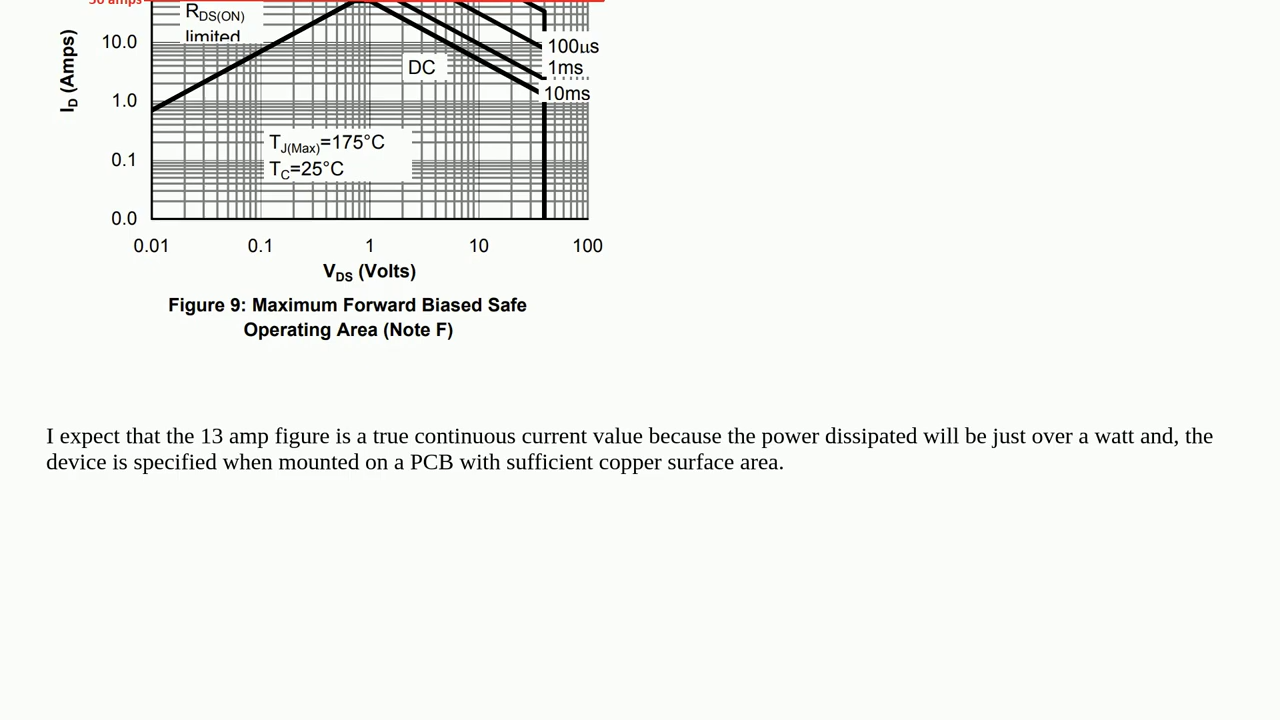 50 amps
RDS(ON)
limited
10.0
100µs
1ms
DC
10ms
ID (Amps)
1.0
TJ(Max)=175°C
0.1
TC=25°C
0.0
0.01 0.1 1 10 100
VDS (Volts)
Figure 9: Maximum Forward Biased Safe
Operating Area (Note F)
I expect that the 13 amp figure is a true continuous current value because the power dissipated will be just over a watt and, the
device is specified when mounted on a PCB with sufficient copper surface area.